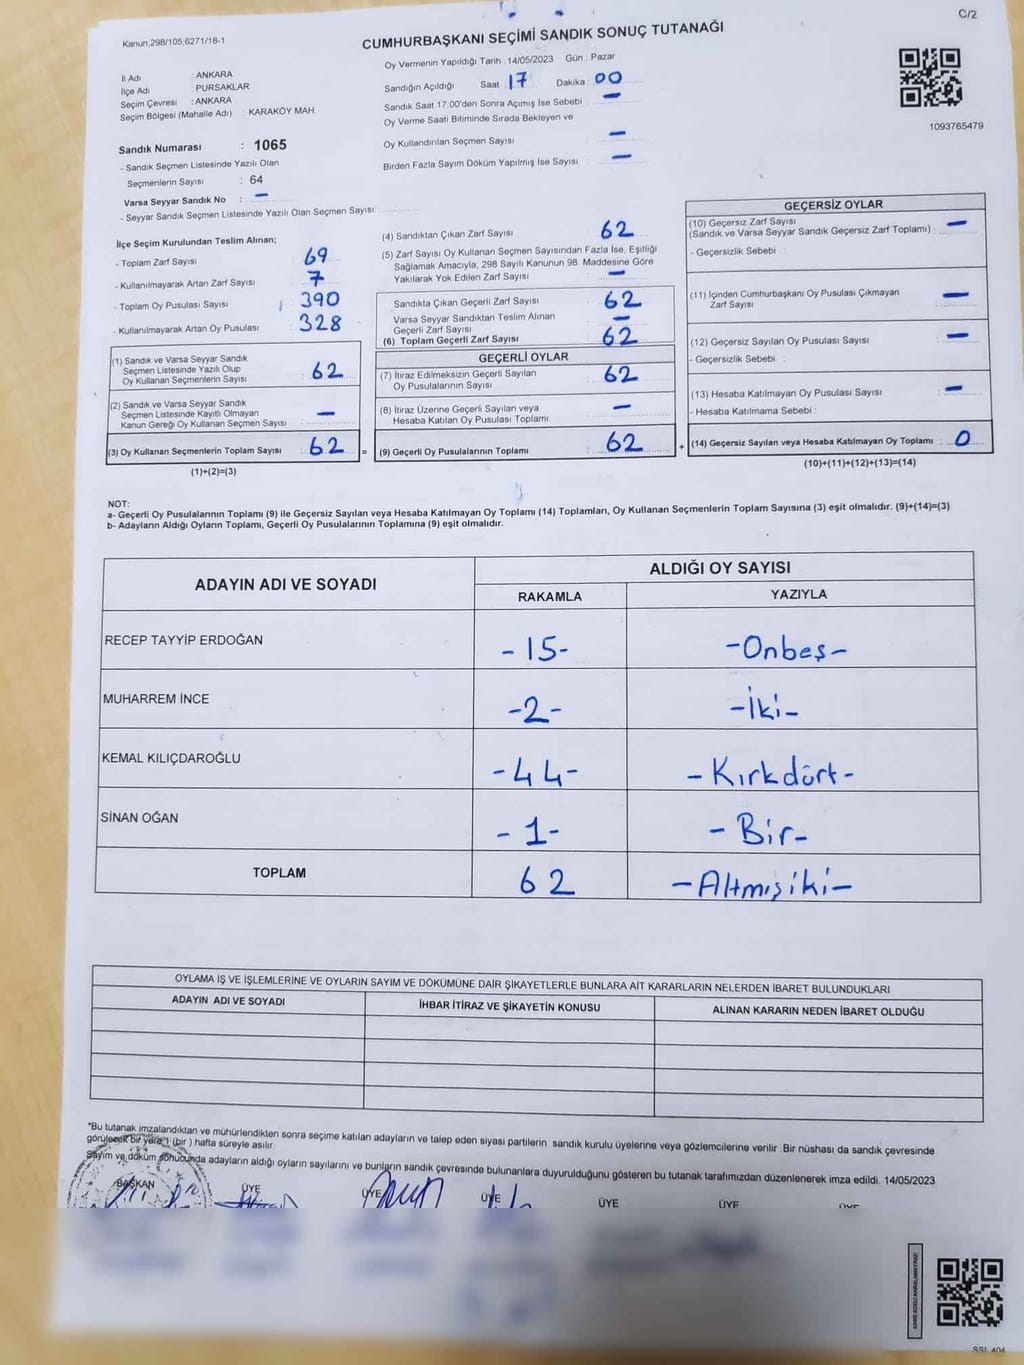 C/2
Kanun,298/105;6271/18-1
CUMHURBAŞKANI SEÇİMİ SANDIK SONUÇ TUTANAĞI
Oy Vermenin Yapıldığı Tarih : 14/05/2023 Gün : Pazar
İl Adı : ANKARA
İlçe Adı : PURSAKLAR
Seçim Çevresi : ANKARA
Seçim Bölgesi (Mahalle Adı) : KARAKÖY MAH.
Sandığın Açıldığı Saat 17 Dakika 00
Sandık Saat 17:00'den Sonra Açımış İse Sebebi : —
Oy Verme Saati Bitiminde Sırada Bekleyen ve
Oy Kullandırılan Seçmen Sayısı : —
Birden Fazla Sayım Döküm Yapılmış İse Sayısı : —
1093765479
Sandık Numarası : 1065
- Sandık Seçmen Listesinde Yazılı Olan
Seçmenlerin Sayısı : 64
Varsa Seyyar Sandık No : —
- Seyyar Sandık Seçmen Listesinde Yazılı Olan Seçmen Sayısı:
İlçe Seçim Kurulundan Teslim Alınan;
- Toplam Zarf Sayısı : 69
- Kullanılmayarak Artan Zarf Sayısı : 7
- Toplam Oy Pusulası Sayısı : 390
- Kullanılmayarak Artan Oy Pusulası : 328
(1) Sandık ve Varsa Seyyar Sandık
Seçmen Listesinde Yazılı Olup
Oy Kullanan Seçmenlerin Sayısı : 62
(2) Sandık ve Varsa Seyyar Sandık
Seçmen Listesinde Kayıtlı Olmayan
Kanun Gereği Oy Kullanan Seçmen Sayısı : —
(3) Oy Kullanan Seçmenlerin Toplam Sayısı : 62 =
(1)+(2)=(3)
(4) Sandıktan Çıkan Zarf Sayısı : 62
(5) Zarf Sayısı Oy Kullanan Seçmen Sayısından Fazla İse, Eşitliği
Sağlamak Amacıyla, 298 Sayılı Kanunun 98. Maddesine Göre
Yakılarak Yok Edilen Zarf Sayısı : —
Sandıkta Çıkan Geçerli Zarf Sayısı : 62
Varsa Seyyar Sandıktan Teslim Alınan
Geçerli Zarf Sayısı : —
(6) Toplam Geçerli Zarf Sayısı : 62
GEÇERLİ OYLAR
(7) İtiraz Edilmeksizin Geçerli Sayılan
Oy Pusulalarının Sayısı : 62
(8) İtiraz Üzerine Geçerli Sayılan veya
Hesaba Katılan Oy Pusulası Toplamı : —
(9) Geçerli Oy Pusulalarının Toplamı : 62 +
GEÇERSİZ OYLAR
(10) Geçersiz Zarf Sayısı
(Sandık ve Varsa Seyyar Sandık Geçersiz Zarf Toplamı) : —
- Geçersizlik Sebebi :
(11) İçinden Cumhurbaşkanı Oy Pusulası Çıkmayan
Zarf Sayısı : —
(12) Geçersiz Sayılan Oy Pusulası Sayısı : —
- Geçersizlik Sebebi :
(13) Hesaba Katılmayan Oy Pusulası Sayısı : —
- Hesaba Katılmama Sebebi :
(14) Geçersiz Sayılan veya Hesaba Katılmayan Oy Toplamı : 0
(10)+(11)+(12)+(13)=(14)
NOT:
a- Geçerli Oy Pusulalarının Toplamı (9) ile Geçersiz Sayılan veya Hesaba Katılmayan Oy Toplamı (14) Toplamları, Oy Kullanan Seçmenlerin Toplam Sayısına (3) eşit olmalıdır. (9)+(14)=(3)
b- Adayların Aldığı Oyların Toplamı, Geçerli Oy Pusulalarının Toplamına (9) eşit olmalıdır.
ADAYIN ADI VE SOYADI ALDIĞI OY SAYISI
RAKAMLA YAZIYLA
RECEP TAYYİP ERDOĞAN -15- -Onbeş-
MUHARREM İNCE -2- -İki-
KEMAL KILIÇDAROĞLU -44- -Kırkdört-
SİNAN OĞAN -1- -Bir-
TOPLAM 62 -Altmışiki-
OYLAMA İŞ VE İŞLEMLERİNE VE OYLARIN SAYIM VE DÖKÜMÜNE DAİR ŞİKAYETLERLE BUNLARA AİT KARARLARIN NELERDEN İBARET BULUNDUKLARI
ADAYIN ADI VE SOYADI İHBAR İTİRAZ VE ŞİKAYETİN KONUSU ALINAN KARARIN NEDEN İBARET OLDUĞU
*Bu tutanak imzalandıktan ve mühürlendikten sonra seçime katılan adayların ve talep eden siyasi partilerin sandık kurulu üyelerine veya gözlemcilerine verilir. Bir nüshası da sandık çevresinde
görülecek bir yere 1 (bir ) hafta süreyle asılır.
Sayım ve döküm sonucunda adayların aldığı oyların sayılarını ve bunların sandık çevresinde bulunanlara duyurulduğunu gösteren bu tutanak tarafımızdan düzenlenerek imza edildi. 14/05/2023
BAŞKAN ÜYE ÜYE ÜYE ÜYE ÜYE ÜYE